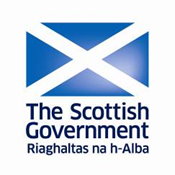 The Scottish
Government
Riaghaltas na h-Alba